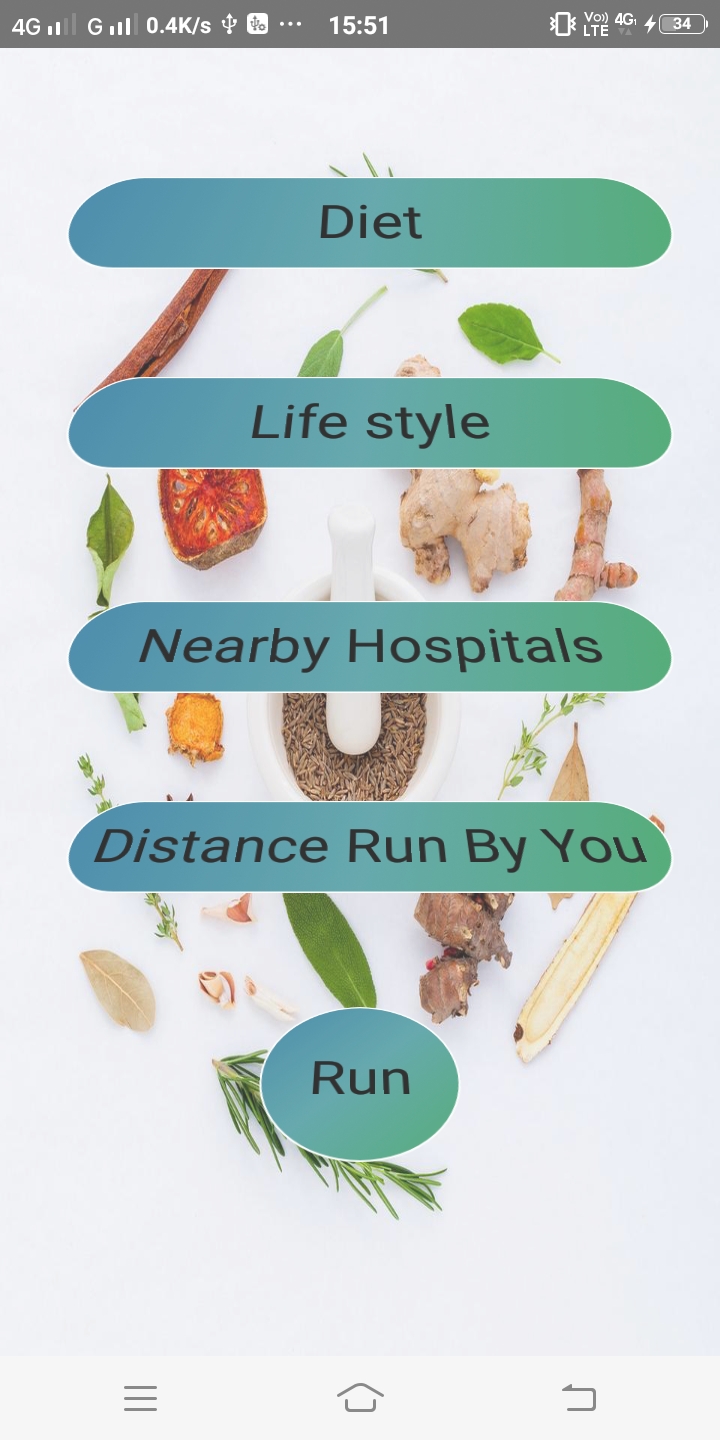 4G G 0.4K/s ... 15:51 Vo)) LTE 4G 34
Diet
Life style
Nearby Hospitals
Distance Run By You
Run